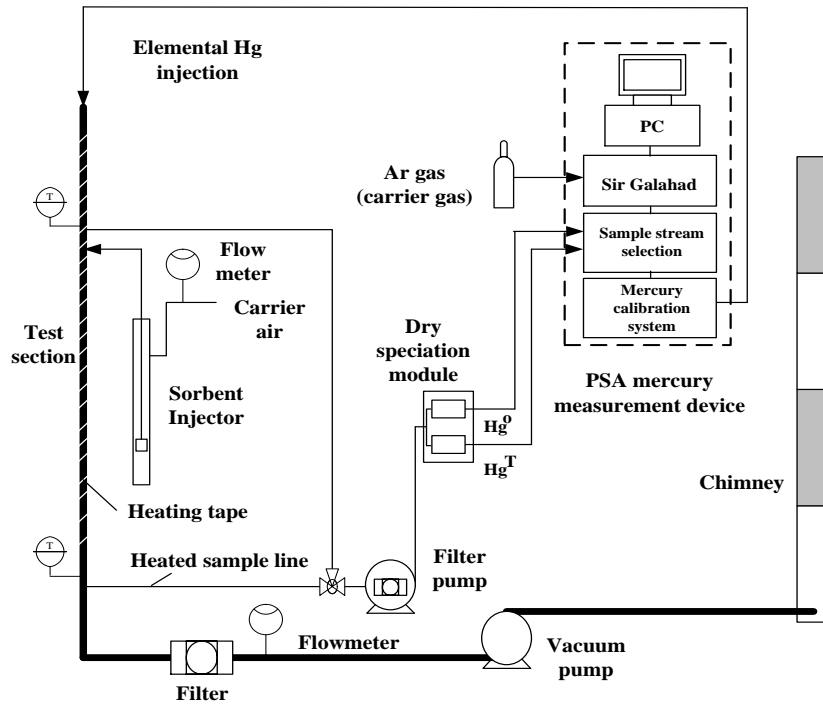 Elemental Hg
injection
PC
Ar gas
(carrier gas)
Sir Galahad
T
Flow
meter
Sample stream
selection
Carrier
air
Mercury
calibration
system
Test
section
Dry
speciation
module
Sorbent
Injector
PSA mercury
measurement device
Hg⁰
Hgᵀ
Chimney
Heating tape
T
Heated sample line
Filter
pump
Flowmeter
Vacuum
pump
Filter